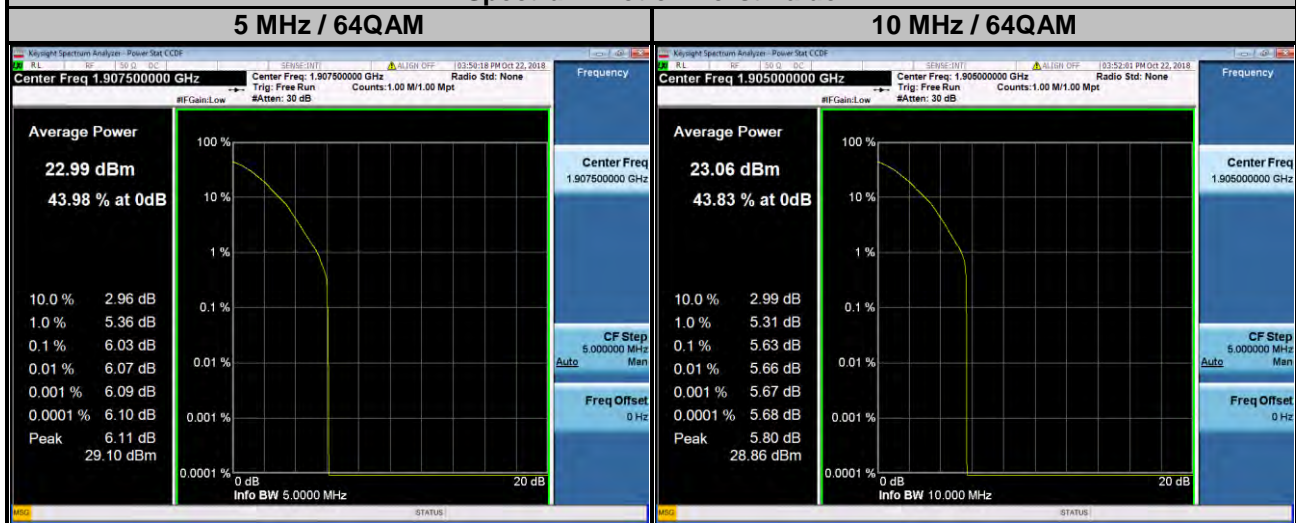 5 MHz / 64QAM
Keysight Spectrum Analyzer - Power Stat CCDF
RL RF 50 Ω DC SENSE:INT ALIGN OFF 03:50:18 PM Oct 22, 2018
Center Freq 1.907500000 GHz
Center Freq: 1.907500000 GHz Radio Std: None
Trig: Free Run Counts:1.00 M/1.00 Mpt
#IFGain:Low #Atten: 30 dB
Frequency
Average Power
22.99 dBm
43.98 % at 0dB
10.0 % 2.96 dB
1.0 % 5.36 dB
0.1 % 6.03 dB
0.01 % 6.07 dB
0.001 % 6.09 dB
0.0001 % 6.10 dB
Peak 6.11 dB
29.10 dBm
100 %
10 %
1 %
0.1 %
0.01 %
0.001 %
0.0001 %
0 dB 20 dB
Info BW 5.0000 MHz
Center Freq
1.907500000 GHz
CF Step
5.000000 MHz
Auto Man
Freq Offset
0 Hz
MSG STATUS
10 MHz / 64QAM
Keysight Spectrum Analyzer - Power Stat CCDF
RL RF 50 Ω DC SENSE:INT ALIGN OFF 03:52:01 PM Oct 22, 2018
Center Freq 1.905000000 GHz
Center Freq: 1.905000000 GHz Radio Std: None
Trig: Free Run Counts:1.00 M/1.00 Mpt
#IFGain:Low #Atten: 30 dB
Frequency
Average Power
23.06 dBm
43.83 % at 0dB
10.0 % 2.99 dB
1.0 % 5.31 dB
0.1 % 5.63 dB
0.01 % 5.66 dB
0.001 % 5.67 dB
0.0001 % 5.68 dB
Peak 5.80 dB
28.86 dBm
100 %
10 %
1 %
0.1 %
0.01 %
0.001 %
0.0001 %
0 dB 20 dB
Info BW 10.000 MHz
Center Freq
1.905000000 GHz
CF Step
5.000000 MHz
Auto Man
Freq Offset
0 Hz
MSG STATUS